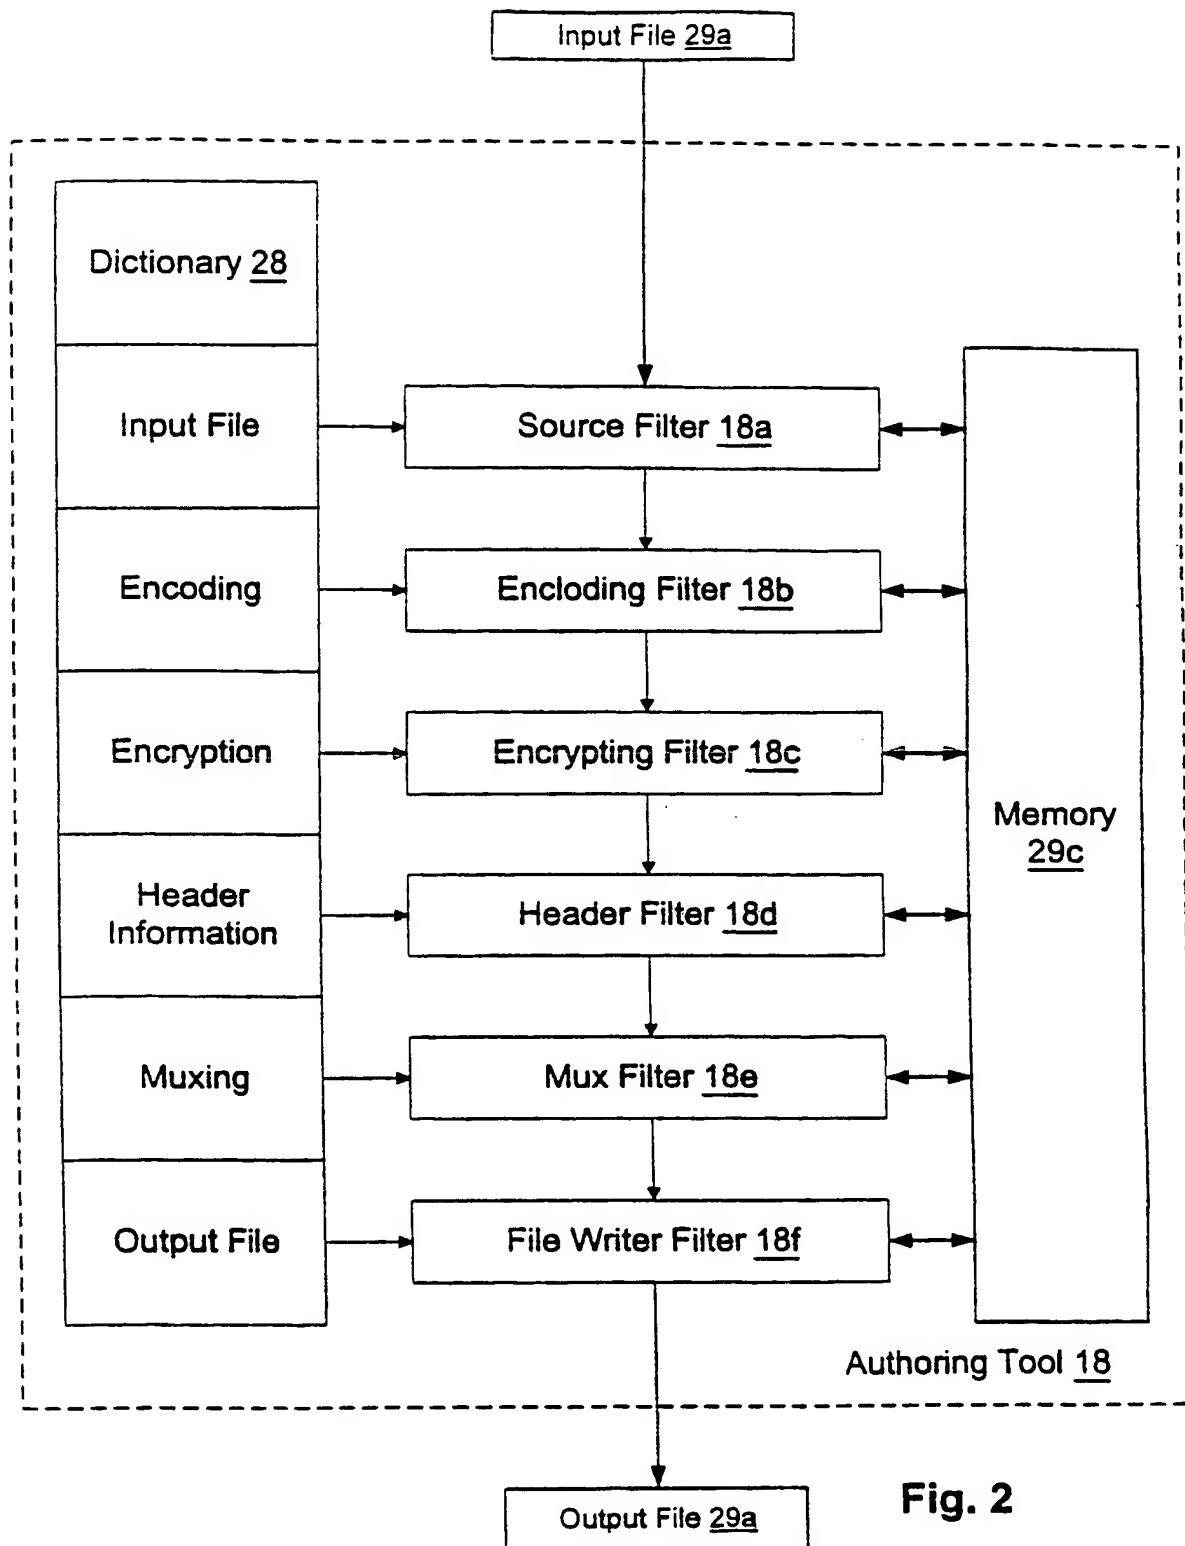 Input File 29a
Dictionary 28
Input File
Source Filter 18a
Encoding
Encloding Filter 18b
Encryption
Encrypting Filter 18c
Memory
29c
Header
Information
Header Filter 18d
Muxing
Mux Filter 18e
Output File
File Writer Filter 18f
Authoring Tool 18
Output File 29a
Fig. 2